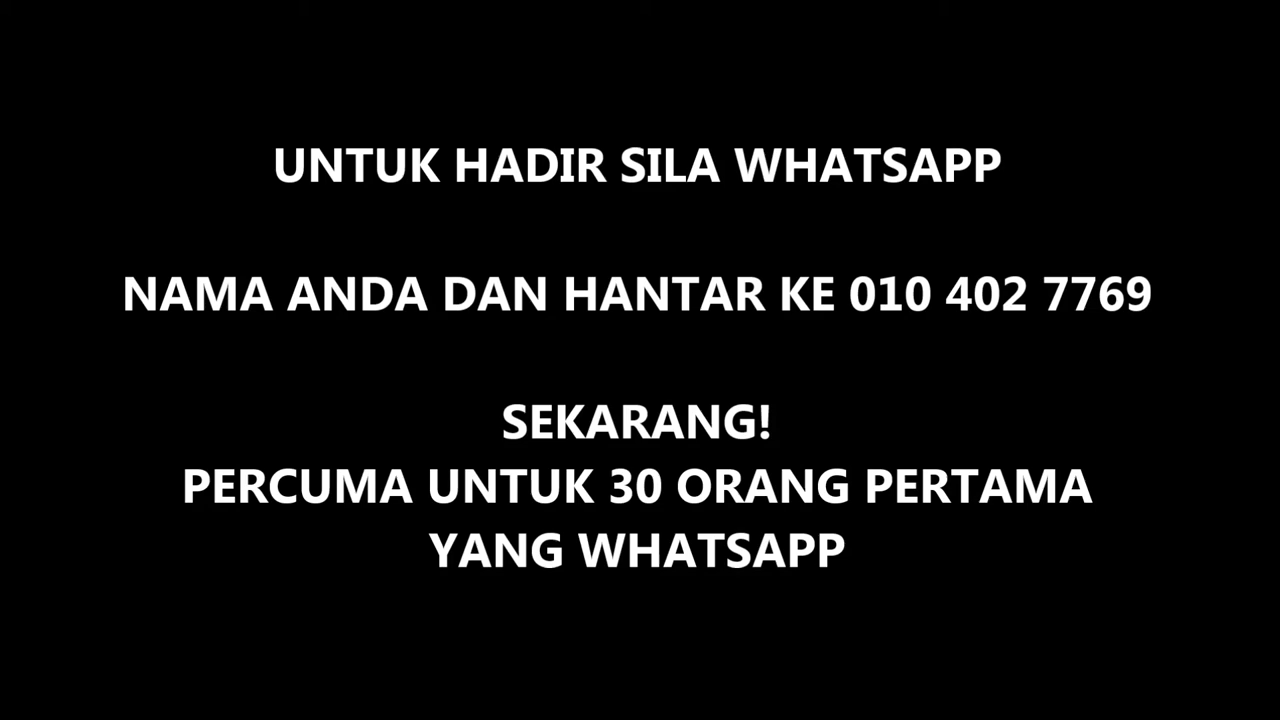 UNTUK HADIR SILA WHATSAPP
NAMA ANDA DAN HANTAR KE 010 402 7769
SEKARANG!
PERCUMA UNTUK 30 ORANG PERTAMA
YANG WHATSAPP